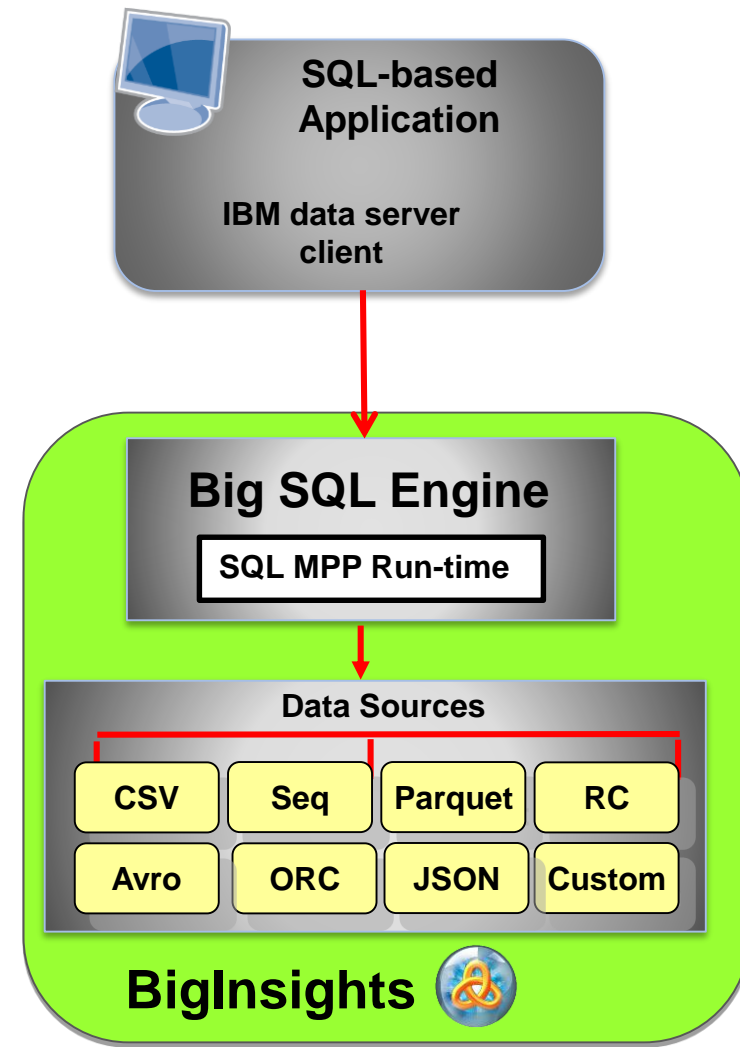 SQL-based
Application
IBM data server
client
Big SQL Engine
SQL MPP Run-time
Data Sources
CSV Seq Parquet RC
Avro ORC JSON Custom
BigInsights